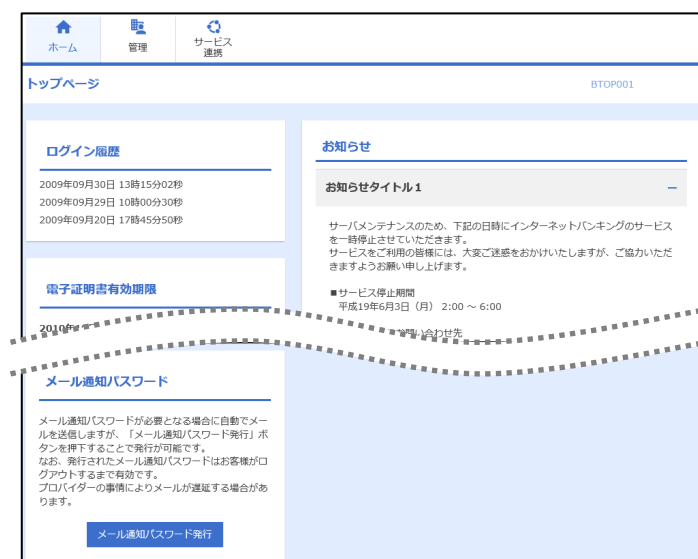 ホーム
管理
サービス
連携
トップページ
BTOP001
ログイン履歴
2009年09月30日 13時15分02秒
2009年09月29日 10時00分30秒
2009年09月20日 17時45分50秒
電子証明書有効期限
2010年
お知らせ
お知らせタイトル1
サーバメンテナンスのため、下記の日時にインターネットバンキングのサービス
を一時停止させていただきます。
サービスをご利用の皆様には、大変ご迷惑をおかけいたしますが、ご協力いただ
きますようお願い申し上げます。
■サービス停止期間
平成19年6月3日（月） 2:00 ～ 6:00
い合わせ先
メール通知パスワード
メール通知パスワードが必要となる場合に自動でメー
ルを送信しますが、「メール通知パスワード発行」ボ
タンを押下することで発行が可能です。
なお、発行されたメール通知パスワードはお客様がロ
グアウトするまで有効です。
プロバイダーの事情によりメールが遅延する場合があ
ります。
メール通知パスワード発行